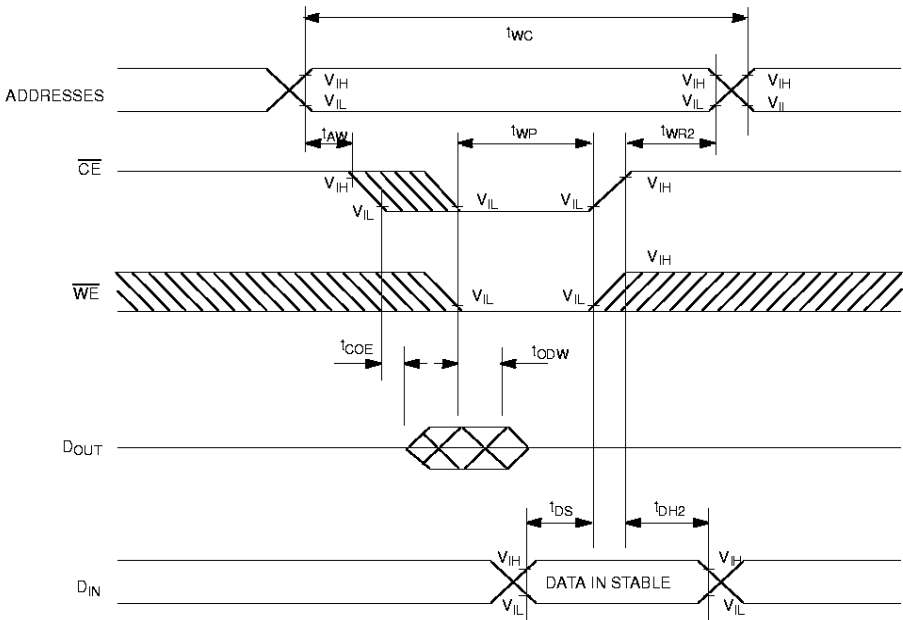 tWC
VIH VIH VIH
ADDRESSES
VIL VIL VIL
tAW tWP tWR2
CE
VIH VIH
VIL VIL VIL
VIH
WE
VIL VIL
tCOE tODW
DOUT
tDS tDH2
VIH VIH
DATA IN STABLE
DIN
VIL VIL